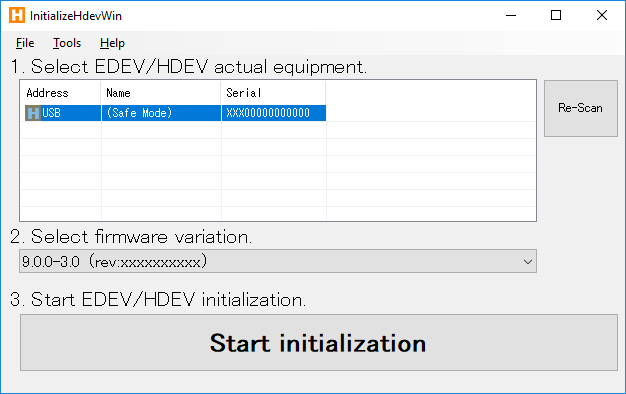 InitializeHdevWin
File Tools Help
1. Select EDEV/HDEV actual equipment.
Address Name Serial
H USB (Safe Mode) XXX00000000000
Re-Scan
2. Select firmware variation.
9.0.0-3.0 (rev:xxxxxxxxxx)
3. Start EDEV/HDEV initialization.
Start initialization